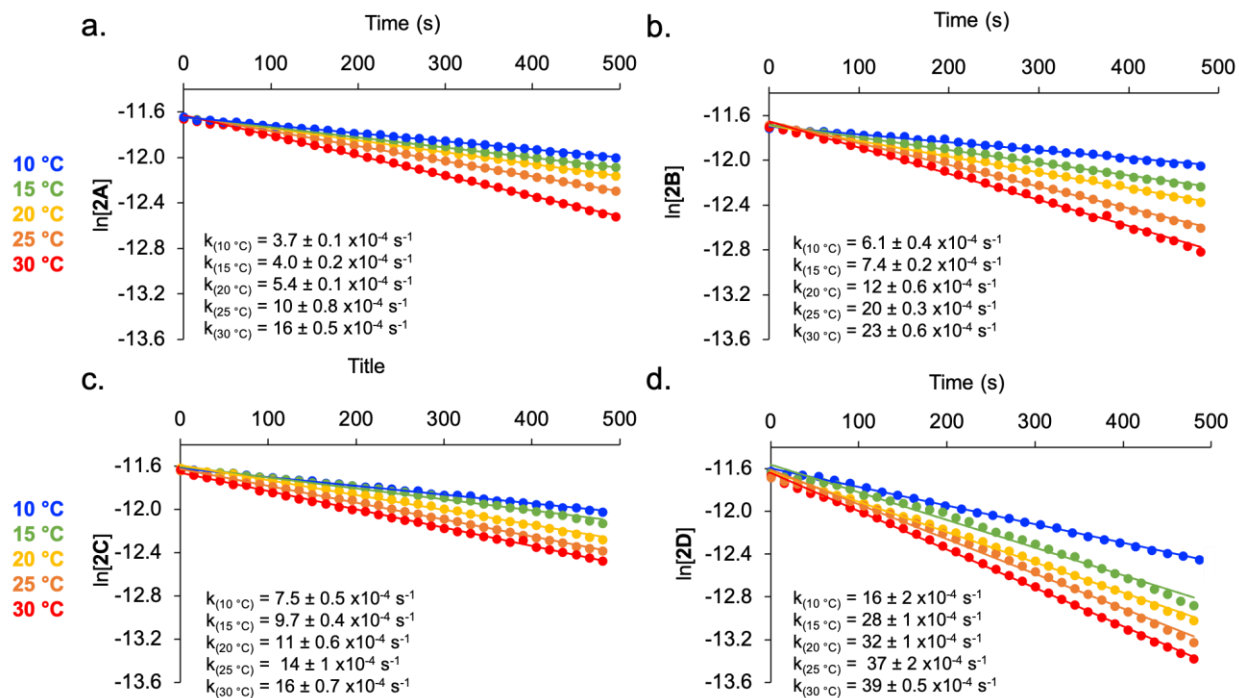 a.
Time (s)
0 100 200 300 400 500
-11.6
-12.0
-12.4
-12.8
-13.2
-13.6
ln[2A]
10 °C
15 °C
20 °C
25 °C
30 °C
k(10 °C) = 3.7 ± 0.1 x10⁻⁴ s⁻¹
k(15 °C) = 4.0 ± 0.2 x10⁻⁴ s⁻¹
k(20 °C) = 5.4 ± 0.1 x10⁻⁴ s⁻¹
k(25 °C) = 10 ± 0.8 x10⁻⁴ s⁻¹
k(30 °C) = 16 ± 0.5 x10⁻⁴ s⁻¹
b.
Time (s)
0 100 200 300 400 500
-11.6
-12.0
-12.4
-12.8
-13.2
-13.6
ln[2B]
k(10 °C) = 6.1 ± 0.4 x10⁻⁴ s⁻¹
k(15 °C) = 7.4 ± 0.2 x10⁻⁴ s⁻¹
k(20 °C) = 12 ± 0.6 x10⁻⁴ s⁻¹
k(25 °C) = 20 ± 0.3 x10⁻⁴ s⁻¹
k(30 °C) = 23 ± 0.6 x10⁻⁴ s⁻¹
c.
Title
0 100 200 300 400 500
-11.6
-12.0
-12.4
-12.8
-13.2
-13.6
ln[2C]
10 °C
15 °C
20 °C
25 °C
30 °C
k(10 °C) = 7.5 ± 0.5 x10⁻⁴ s⁻¹
k(15 °C) = 9.7 ± 0.4 x10⁻⁴ s⁻¹
k(20 °C) = 11 ± 0.6 x10⁻⁴ s⁻¹
k(25 °C) = 14 ± 1 x10⁻⁴ s⁻¹
k(30 °C) = 16 ± 0.7 x10⁻⁴ s⁻¹
d.
Time (s)
0 100 200 300 400 500
-11.6
-12.0
-12.4
-12.8
-13.2
-13.6
ln[2D]
k(10 °C) = 16 ± 2 x10⁻⁴ s⁻¹
k(15 °C) = 28 ± 1 x10⁻⁴ s⁻¹
k(20 °C) = 32 ± 1 x10⁻⁴ s⁻¹
k(25 °C) = 37 ± 2 x10⁻⁴ s⁻¹
k(30 °C) = 39 ± 0.5 x10⁻⁴ s⁻¹